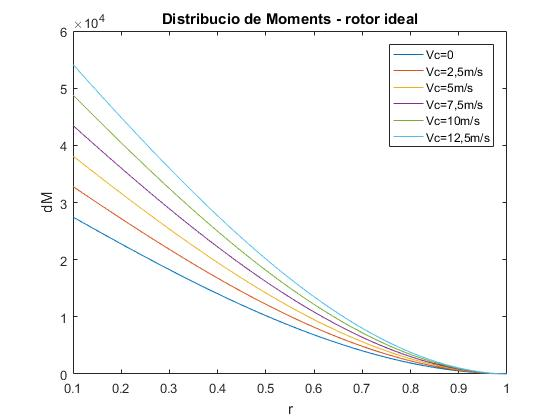 Distribucio de Moments - rotor ideal
×10⁴
6
5
4
3
2
1
0
dM
0.1 0.2 0.3 0.4 0.5 0.6 0.7 0.8 0.9 1
r
Vc=0
Vc=2,5m/s
Vc=5m/s
Vc=7,5m/s
Vc=10m/s
Vc=12,5m/s